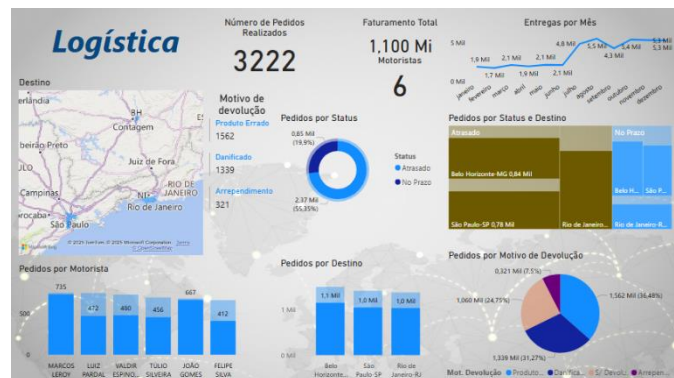 Logística
Número de Pedidos
Realizados
3222
Faturamento Total
1,100 Mi
Motoristas
6
Entregas por Mês
5 Mil
0 Mil
1,9 Mil
1,7 Mil
2,1 Mil
1,9 Mil
2,1 Mil
2,1 Mil
4,8 Mil
5,5 Mil
4,3 Mil
5,4 Mil
5,3 Mil
5,3 Mil
janeiro
fevereiro
março
abril
maio
junho
julho
agosto
setembro
outubro
novembro
dezembro
Destino
BH
Contagem
beirão Preto
Juiz de Fora
Campinas
RIO DE
JANEIRO
Rio de Janeiro
São Paulo
Motivo de
devolução
Produto Errado
1562
Danificado
1339
Arrependimento
321
Pedidos por Status
0,85 Mil
(19,9%)
2,37 Mil
(55,35%)
Status
Atrasado
No Prazo
Pedidos por Status e Destino
Atrasado
Belo Horizonte-MG 0,84 Mil
São Paulo-SP 0,78 Mil
Rio de Janeiro...
No Prazo
Belo H...
São P...
Rio de Janeiro-R...
Pedidos por Motorista
500
0
735
472
480
456
667
412
MARCOS
LEROY
LUIZ
PARDAL
VALDIR
ESPINO...
TULIO
SILVEIRA
JOÃO
GOMES
FELIPE
SILVA
Pedidos por Destino
1 Mil
0 Mil
1,1 Mil
1,0 Mil
1,0 Mil
Belo
Horizonte...
São
Paulo-SP
Rio de
Janeiro-RJ
Pedidos por Motivo de Devolução
0,321 Mil (7,5%)
1,060 Mil (24,75%)
1,562 Mil (36,48%)
1,339 Mil (31,27%)
Mot. Devolução
Produto...
Danifica...
S/ Devolu...
Arrepen...